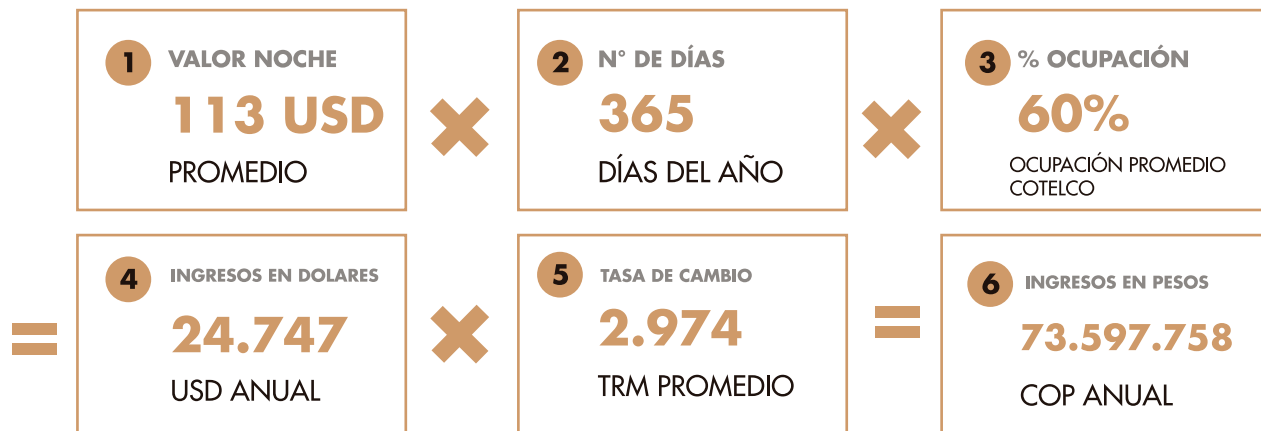 1 VALOR NOCHE
113 USD
PROMEDIO
2 N° DE DÍAS
365
DÍAS DEL AÑO
3 % OCUPACIÓN
60%
OCUPACIÓN PROMEDIO
COTELCO
4 INGRESOS EN DOLARES
24.747
USD ANUAL
5 TASA DE CAMBIO
2.974
TRM PROMEDIO
6 INGRESOS EN PESOS
73.597.758
COP ANUAL